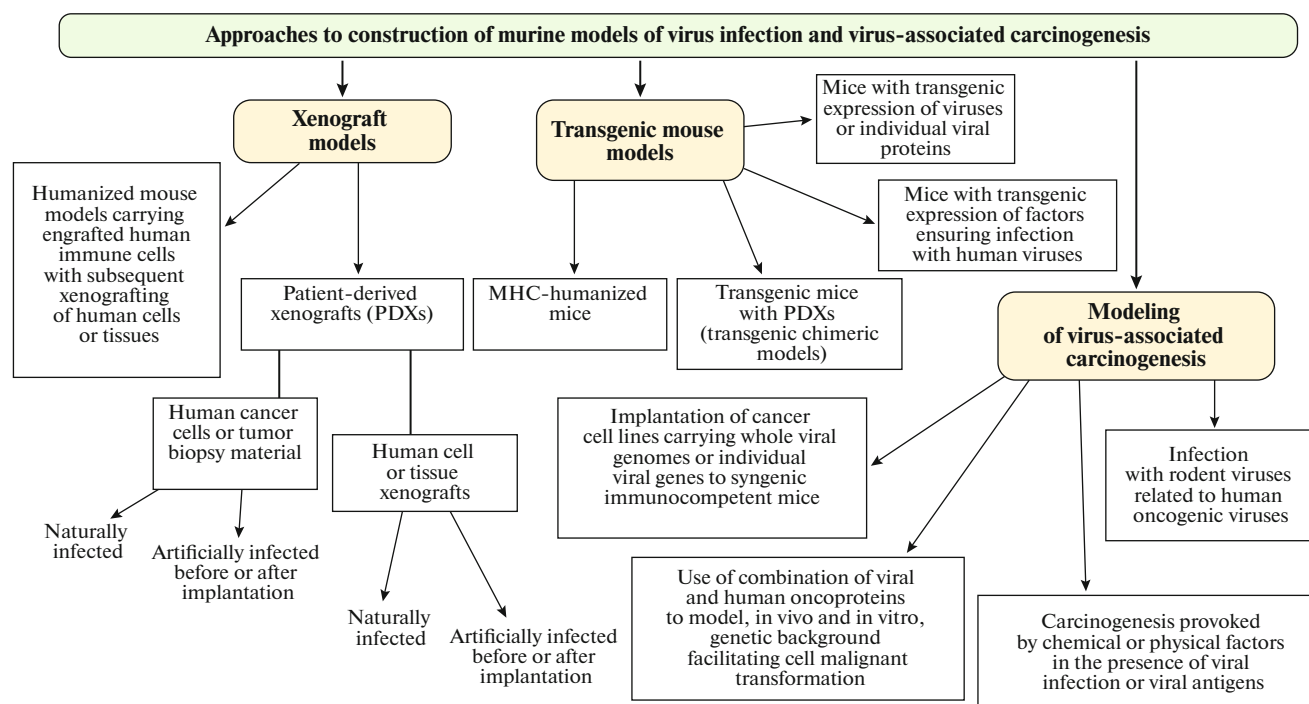 Approaches to construction of murine models of virus infection and virus-associated carcinogenesis
Xenograft
models
Humanized mouse
models carrying
engrafted human
immune cells
with subsequent
xenografting
of human cells
or tissues
Patient-derived
xenografts (PDXs)
Human cancer
cells or tumor
biopsy material
Naturally
infected
Artificially infected
before or after
implantation
Human cell
or tissue
xenografts
Naturally
infected
Artificially infected
before or after
implantation
Transgenic mouse
models
Mice with transgenic
expression of viruses
or individual viral
proteins
Mice with transgenic
expression of factors
ensuring infection
with human viruses
MHC-humanized
mice
Transgenic mice
with PDXs
(transgenic chimeric
models)
Modeling
of virus-associated
carcinogenesis
Implantation of cancer
cell lines carrying whole viral
genomes or individual
viral genes to syngenic
immunocompetent mice
Use of combination of viral
and human oncoproteins
to model, in vivo and in vitro,
genetic background
facilitating cell malignant
transformation
Carcinogenesis provoked
by chemical or physical factors
in the presence of viral
infection or viral antigens
Infection
with rodent viruses
related to human
oncogenic viruses